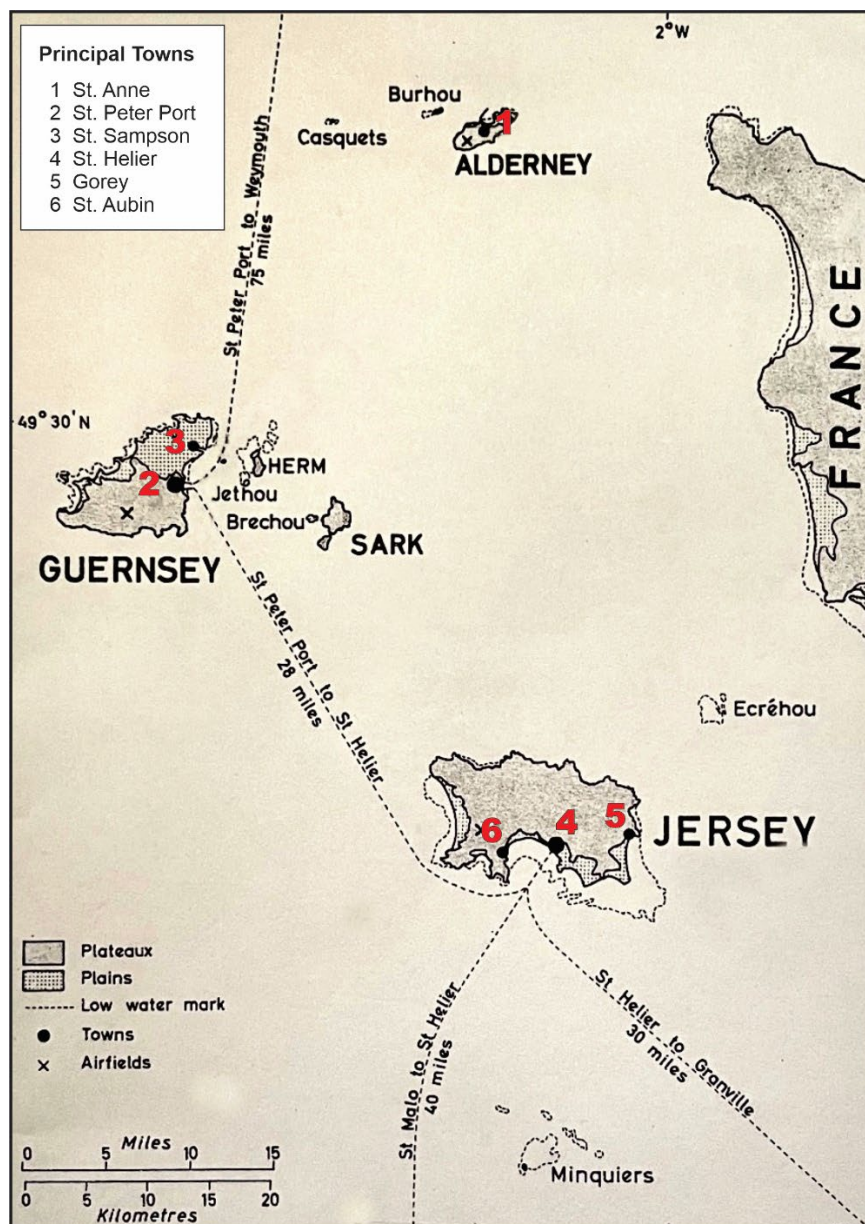 Principal Towns
1 St. Anne
2 St. Peter Port
3 St. Sampson
4 St. Helier
5 Gorey
6 St. Aubin
2°W
Burhou
Casquets
1
ALDERNEY
St Peter Port to Weymouth
75 miles
FRANCE
49° 30'N
3
2
HERM
Jethou
Brechou
SARK
GUERNSEY
St Peter Port to St Helier
28 miles
Ecréhou
6
4
5
JERSEY
Plateaux
Plains
Low water mark
Towns
Airfields
St Malo to St Helier
40 miles
St Helier to Granville
30 miles
Minquiers
Miles
0 5 10 15
0 5 10 15 20
Kilometres